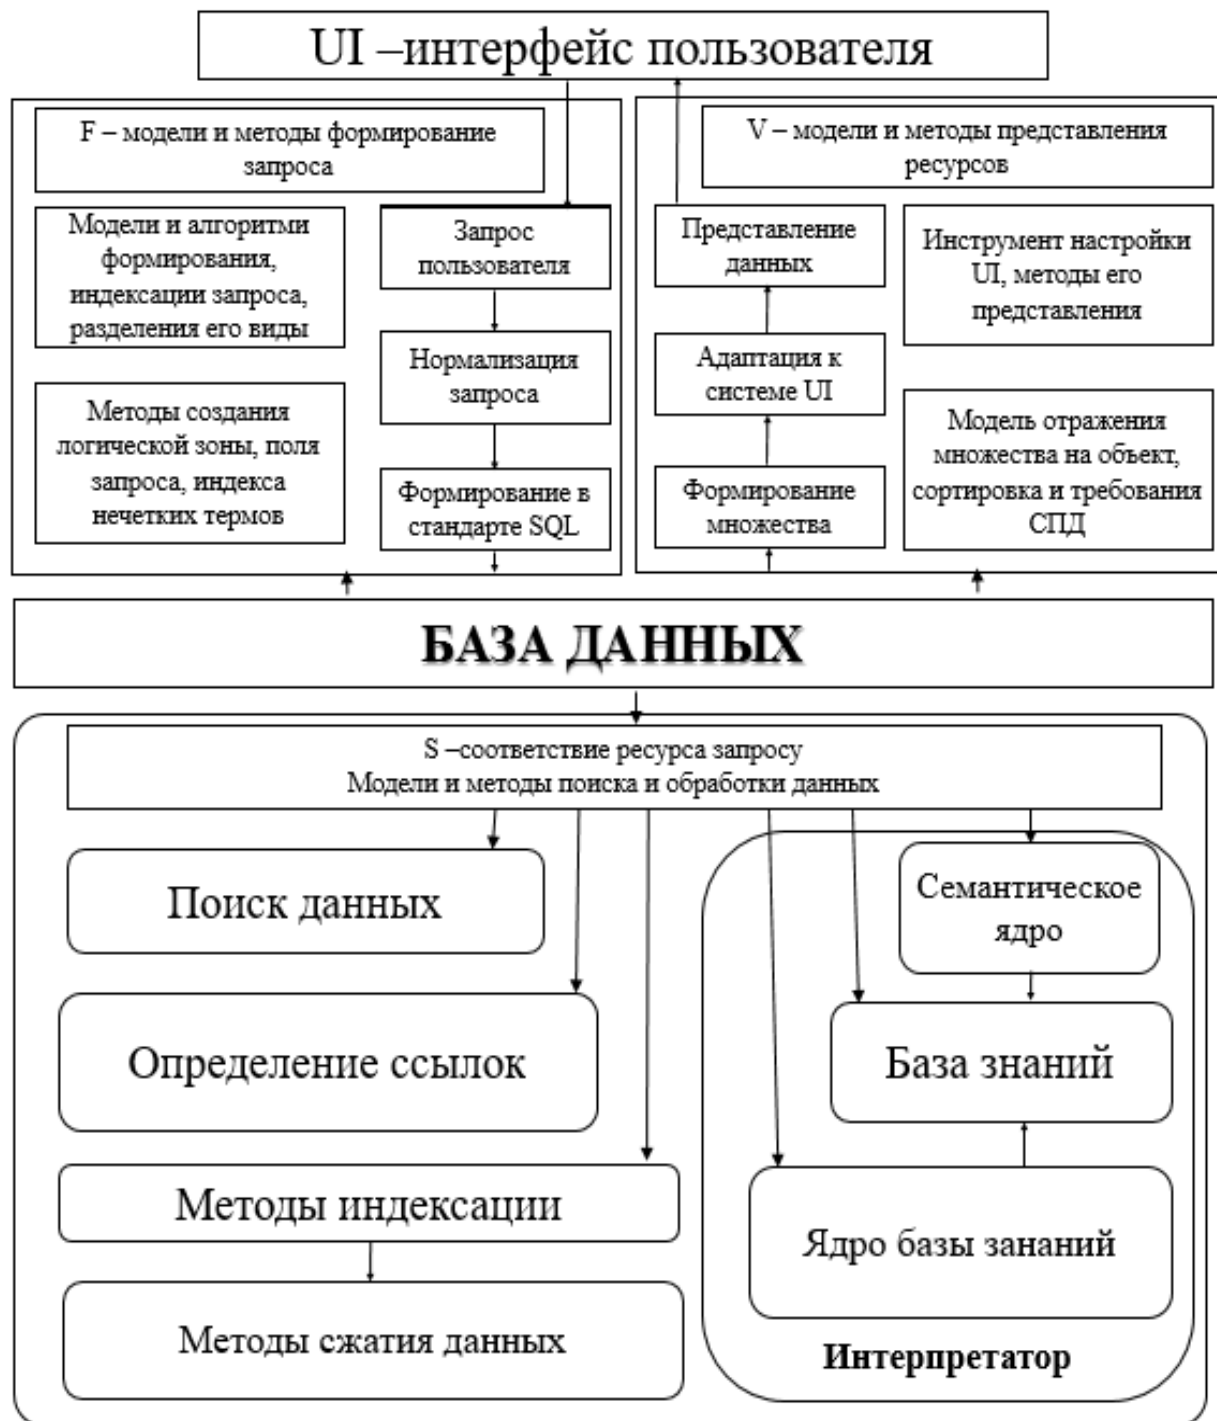 UI –интерфейс пользователя
F – модели и методы формирование
запроса
Модели и алгоритми
формирования,
индексации запроса,
разделения его виды
Методы создания
логической зоны, поля
запроса, индекса
нечетких термов
Запрос
пользователя
Нормализация
запроса
Формирование в
стандарте SQL
V – модели и методы представления
ресурсов
Представление
данных
Адаптация к
системе UI
Формирование
множества
Инструмент настройки
UI, методы его
представления
Модель отражения
множества на объект,
сортировка и требования
СПД
БАЗА ДАННЫХ
S –соответствие ресурса запросу
Модели и методы поиска и обработки данных
Поиск данных
Определение ссылок
Методы индексации
Методы сжатия данных
Семантическое
ядро
База знаний
Ядро базы зананий
Интерпретатор